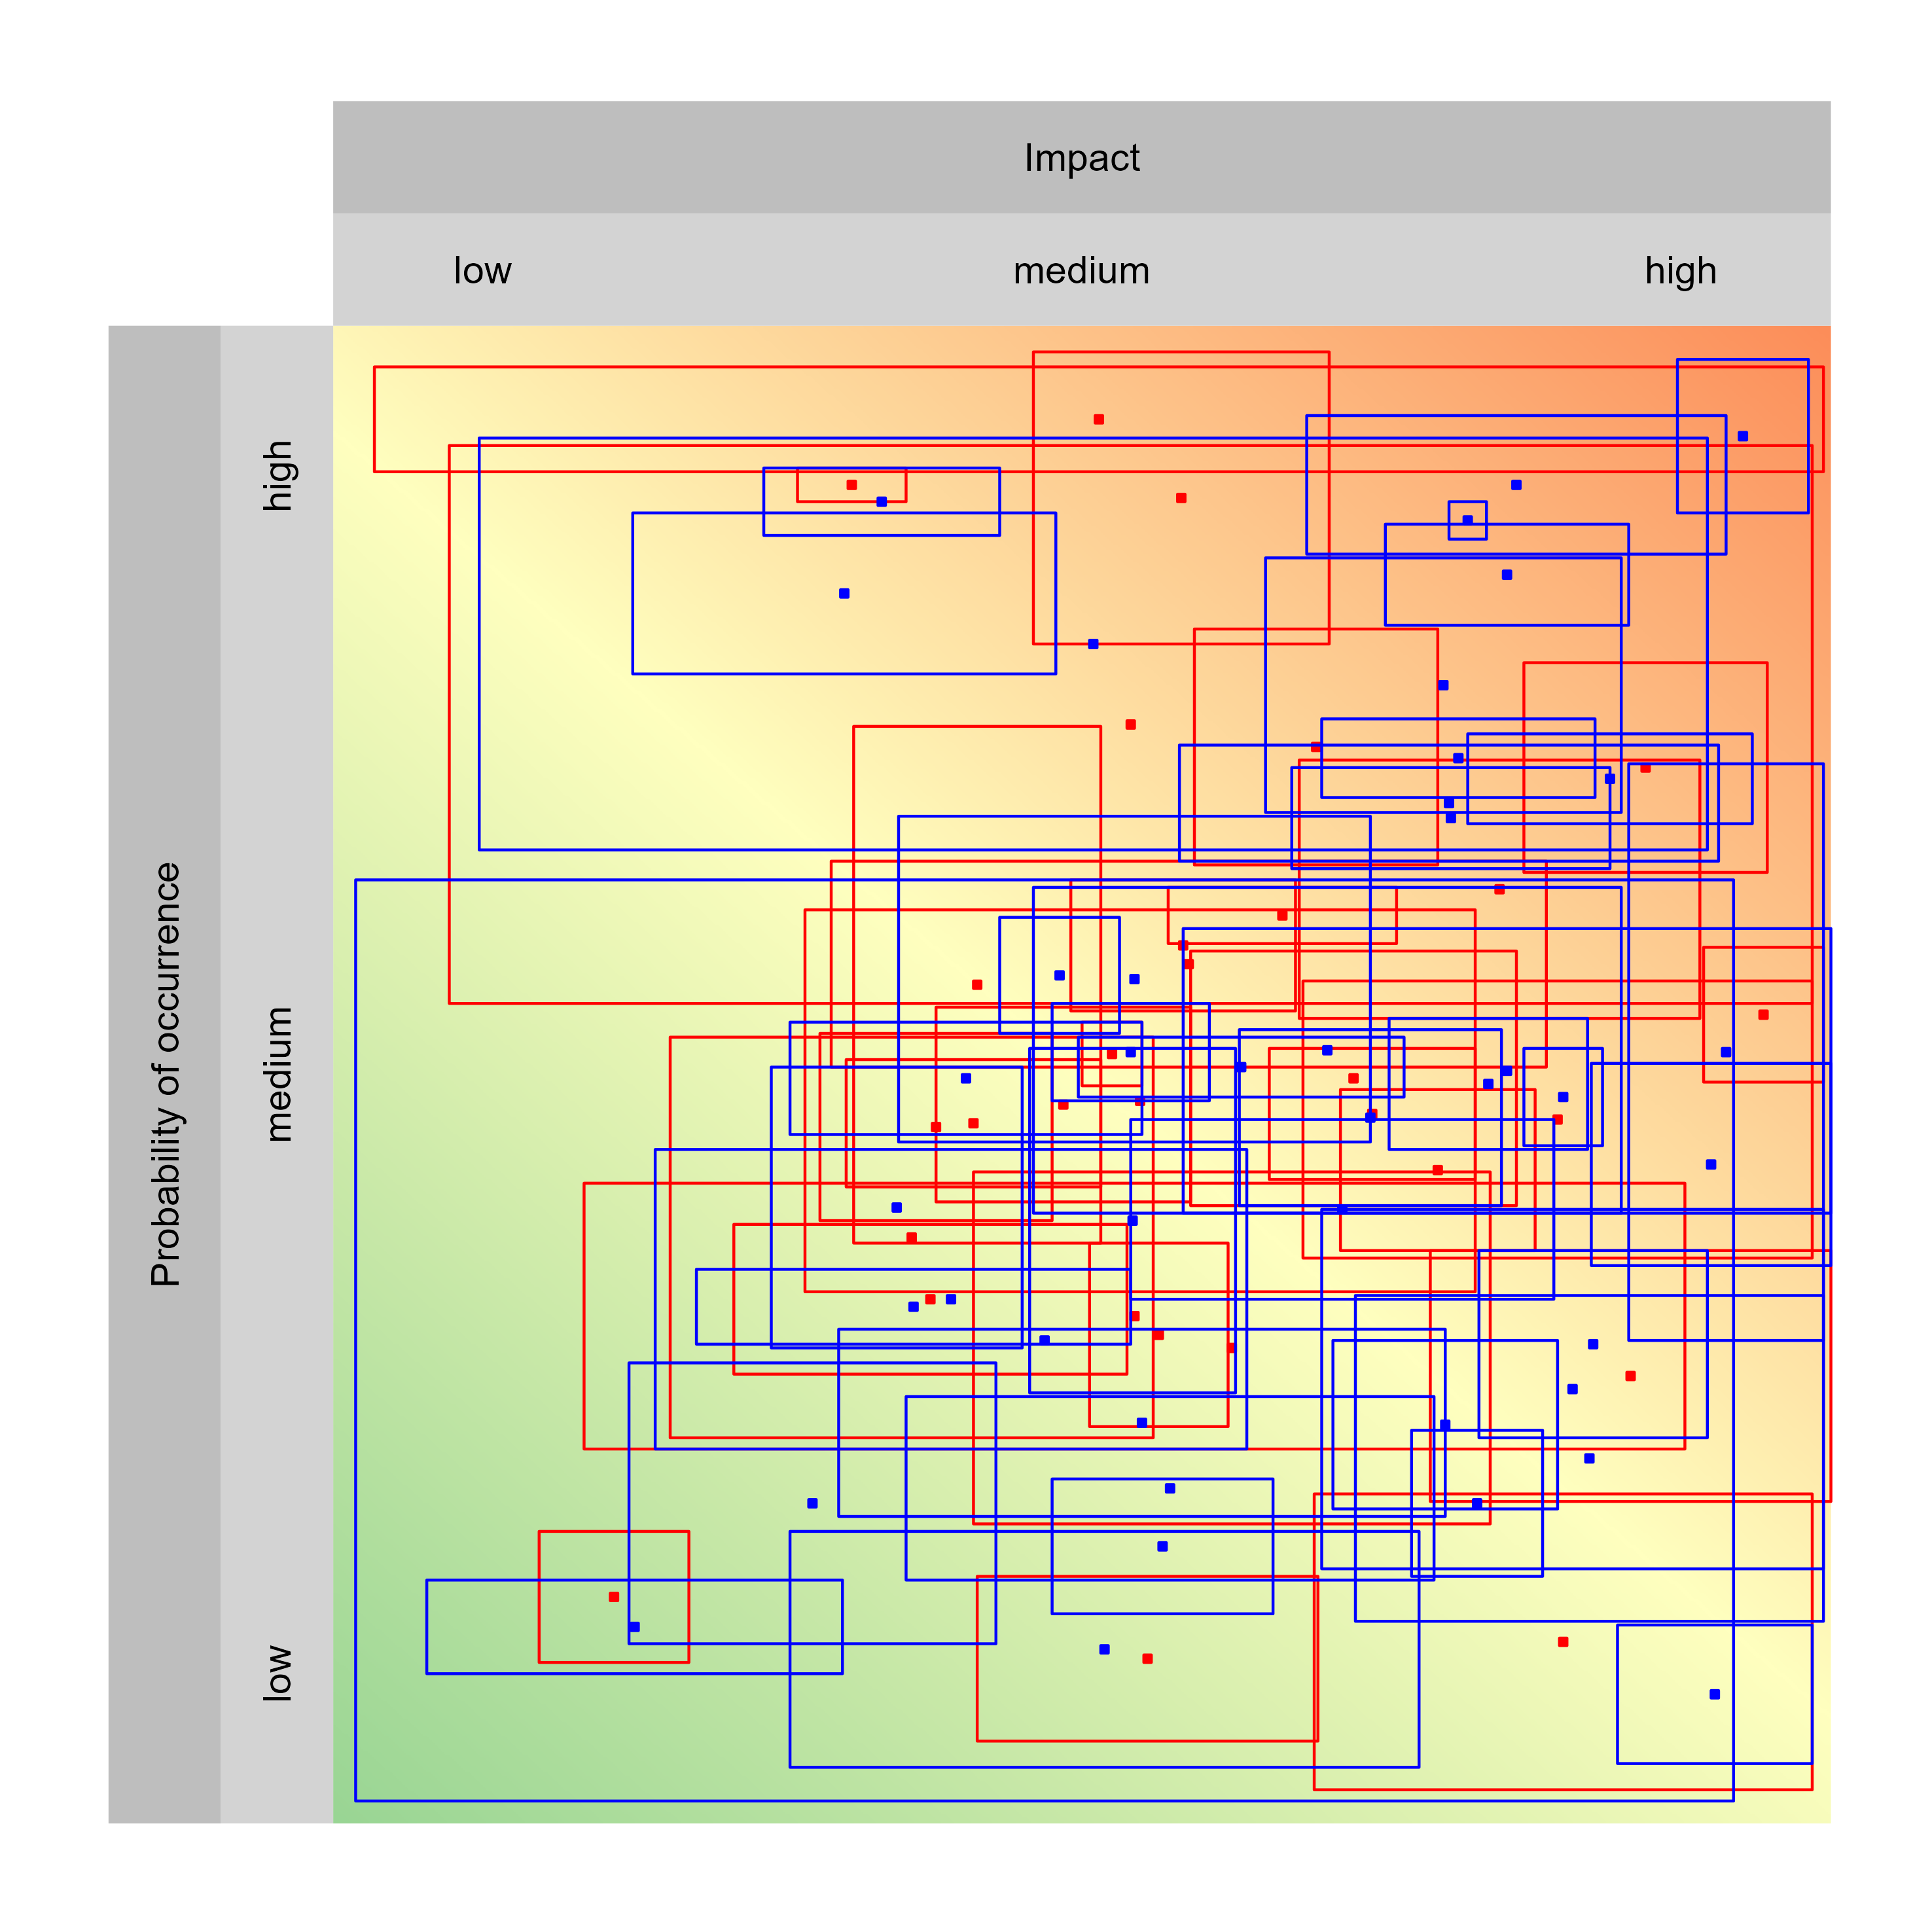 Impact
low
medium
high
Probability of occurrence
high
medium
low